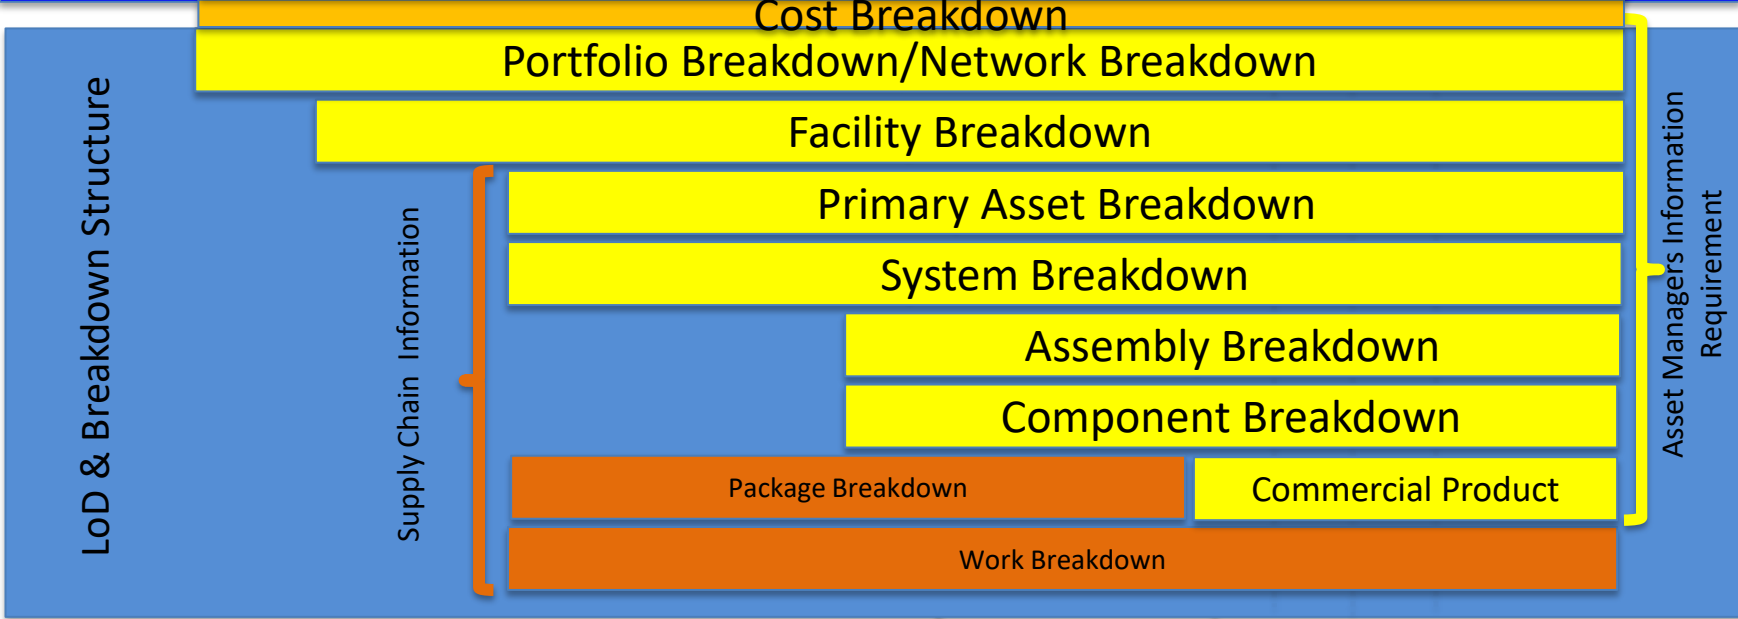 Cost Breakdown
Portfolio Breakdown/Network Breakdown
Facility Breakdown
Primary Asset Breakdown
System Breakdown
Assembly Breakdown
Component Breakdown
Package Breakdown
Commercial Product
Work Breakdown
LoD & Breakdown Structure
Supply Chain Information
Asset Managers Information
Requirement